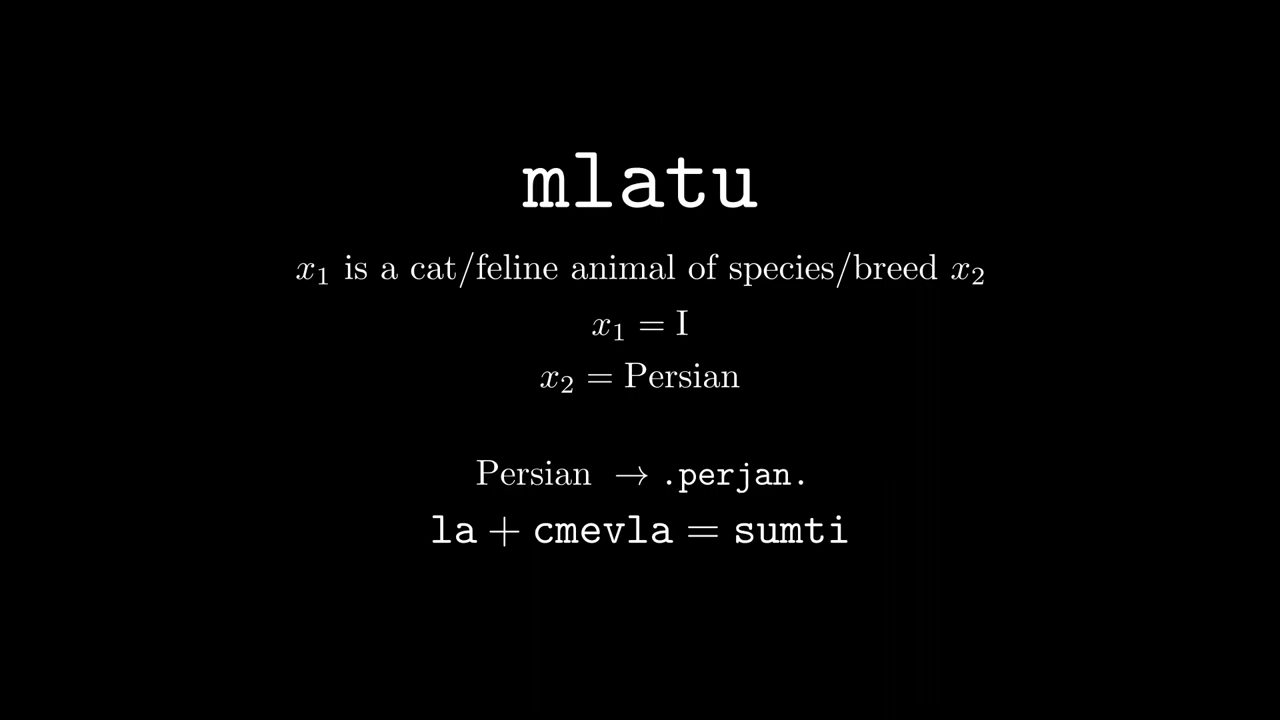 mlatu
x₁ is a cat/feline animal of species/breed x₂
x₁ = I
x₂ = Persian
Persian → .perjan.
la + cmevla = sumti